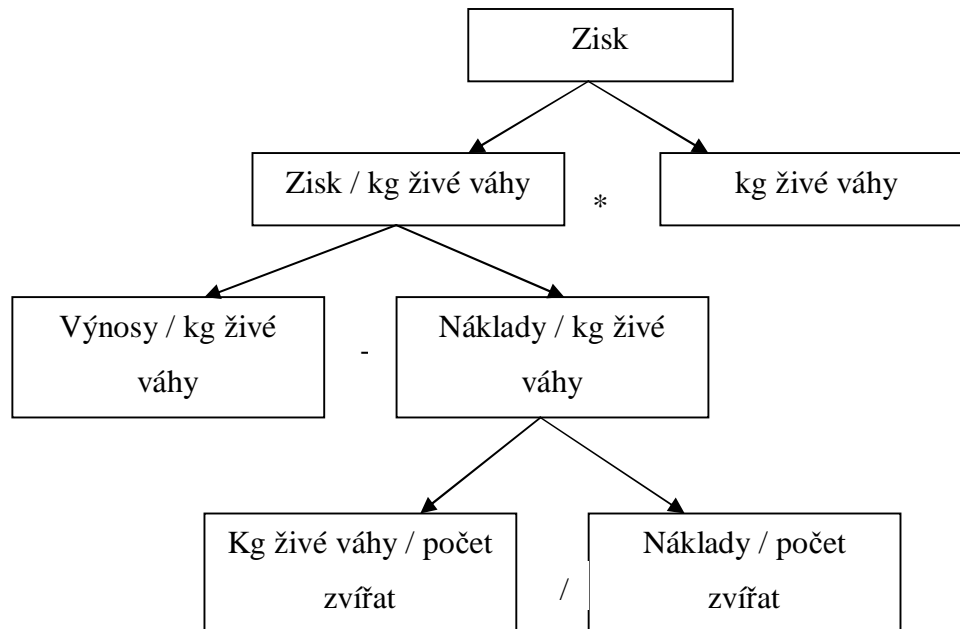 Zisk
Zisk / kg živé váhy
*
kg živé váhy
Výnosy / kg živé
váhy
-
Náklady / kg živé
váhy
Kg živé váhy / počet
zvířat
/
Náklady / počet
zvířat